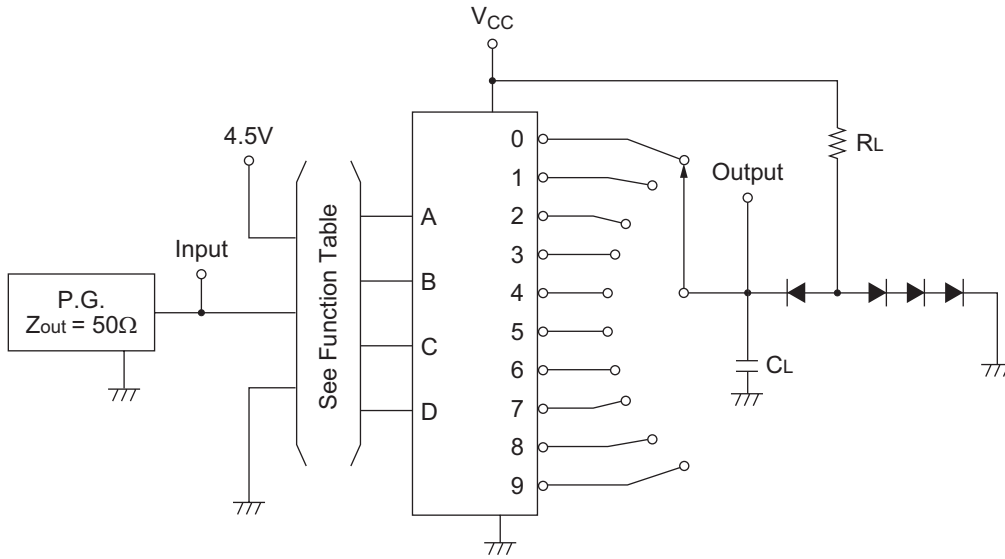 VCC
4.5V
Input
P.G.
Zout = 50Ω
See Function Table
A
B
C
D
0
1
2
3
4
5
6
7
8
9
Output
RL
CL